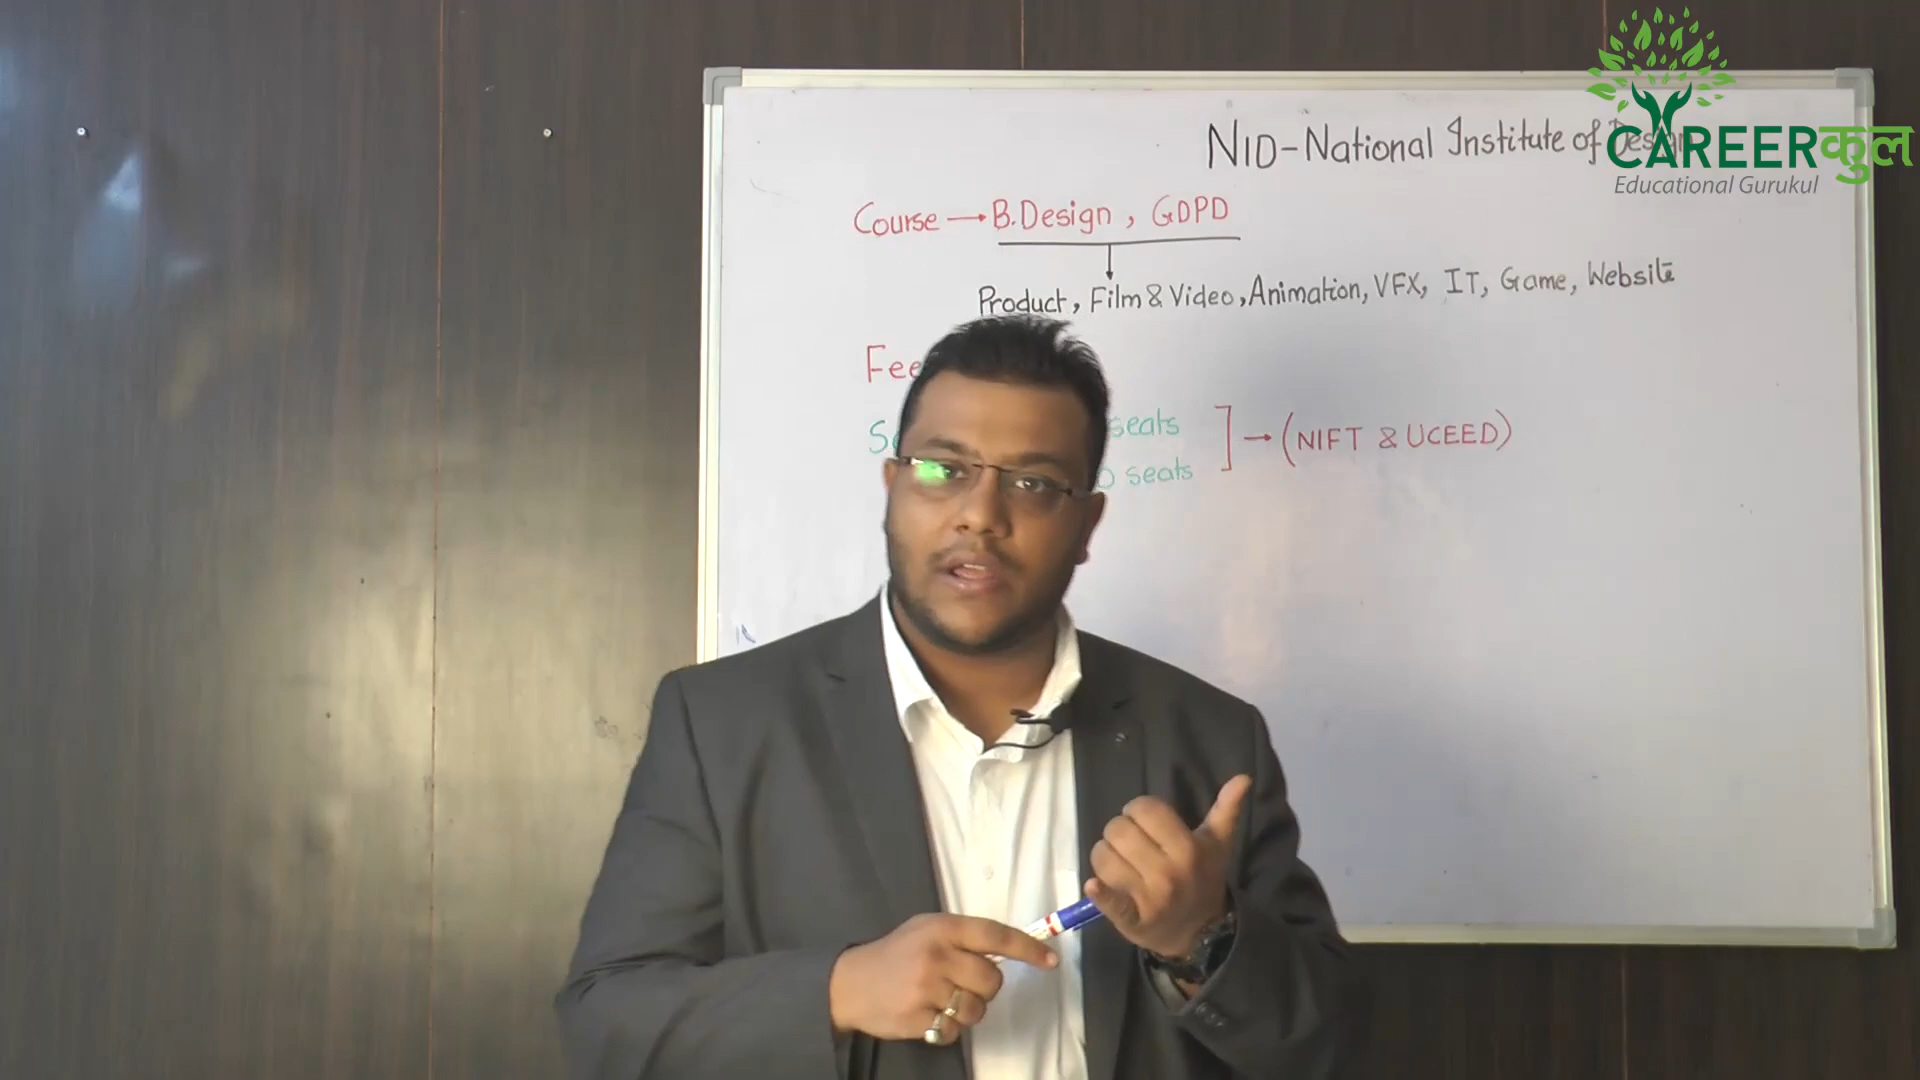 NID-National Institute of Design
CAREERकुल
Educational Gurukul
Course → B.Design, GDPD
Product, Film & Video, Animation, VFX, IT, Game, Website
seats ] → (NIFT & UCEED)
seats